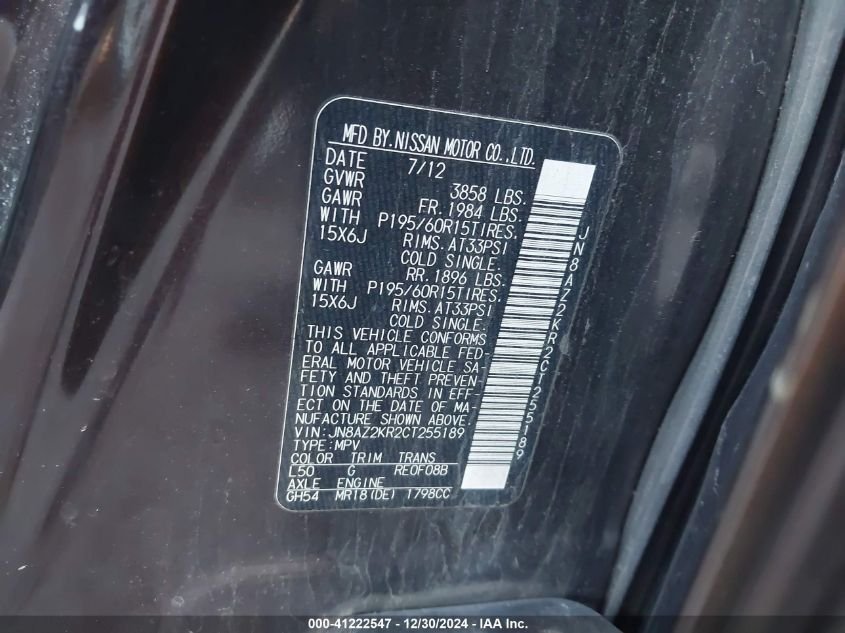 MFD BY.NISSAN MOTOR CO.,LTD.
DATE 7/12
GVWR 3858 LBS.
GAWR FR. 1984 LBS.
WITH P195/60R15TIRES.
15X6J RIMS. AT33PSI
COLD SINGLE.
GAWR RR. 1896 LBS.
WITH P195/60R15TIRES.
15X6J RIMS. AT33PSI
COLD SINGLE.
THIS VEHICLE CONFORMS
TO ALL APPLICABLE FED-
ERAL MOTOR VEHICLE SA-
FETY AND THEFT PREVEN-
TION STANDARDS IN EFF-
ECT ON THE DATE OF MA-
NUFACTURE SHOWN ABOVE.
VIN:JN8AZ2KR2CT255189
TYPE:MPV
COLOR TRIM TRANS
L50 G RE0F08B
AXLE ENGINE
GH54 MR18(DE) 1798CC
JN8AZ2KR2CT255189
000-41222547 - 12/30/2024 - IAA Inc.